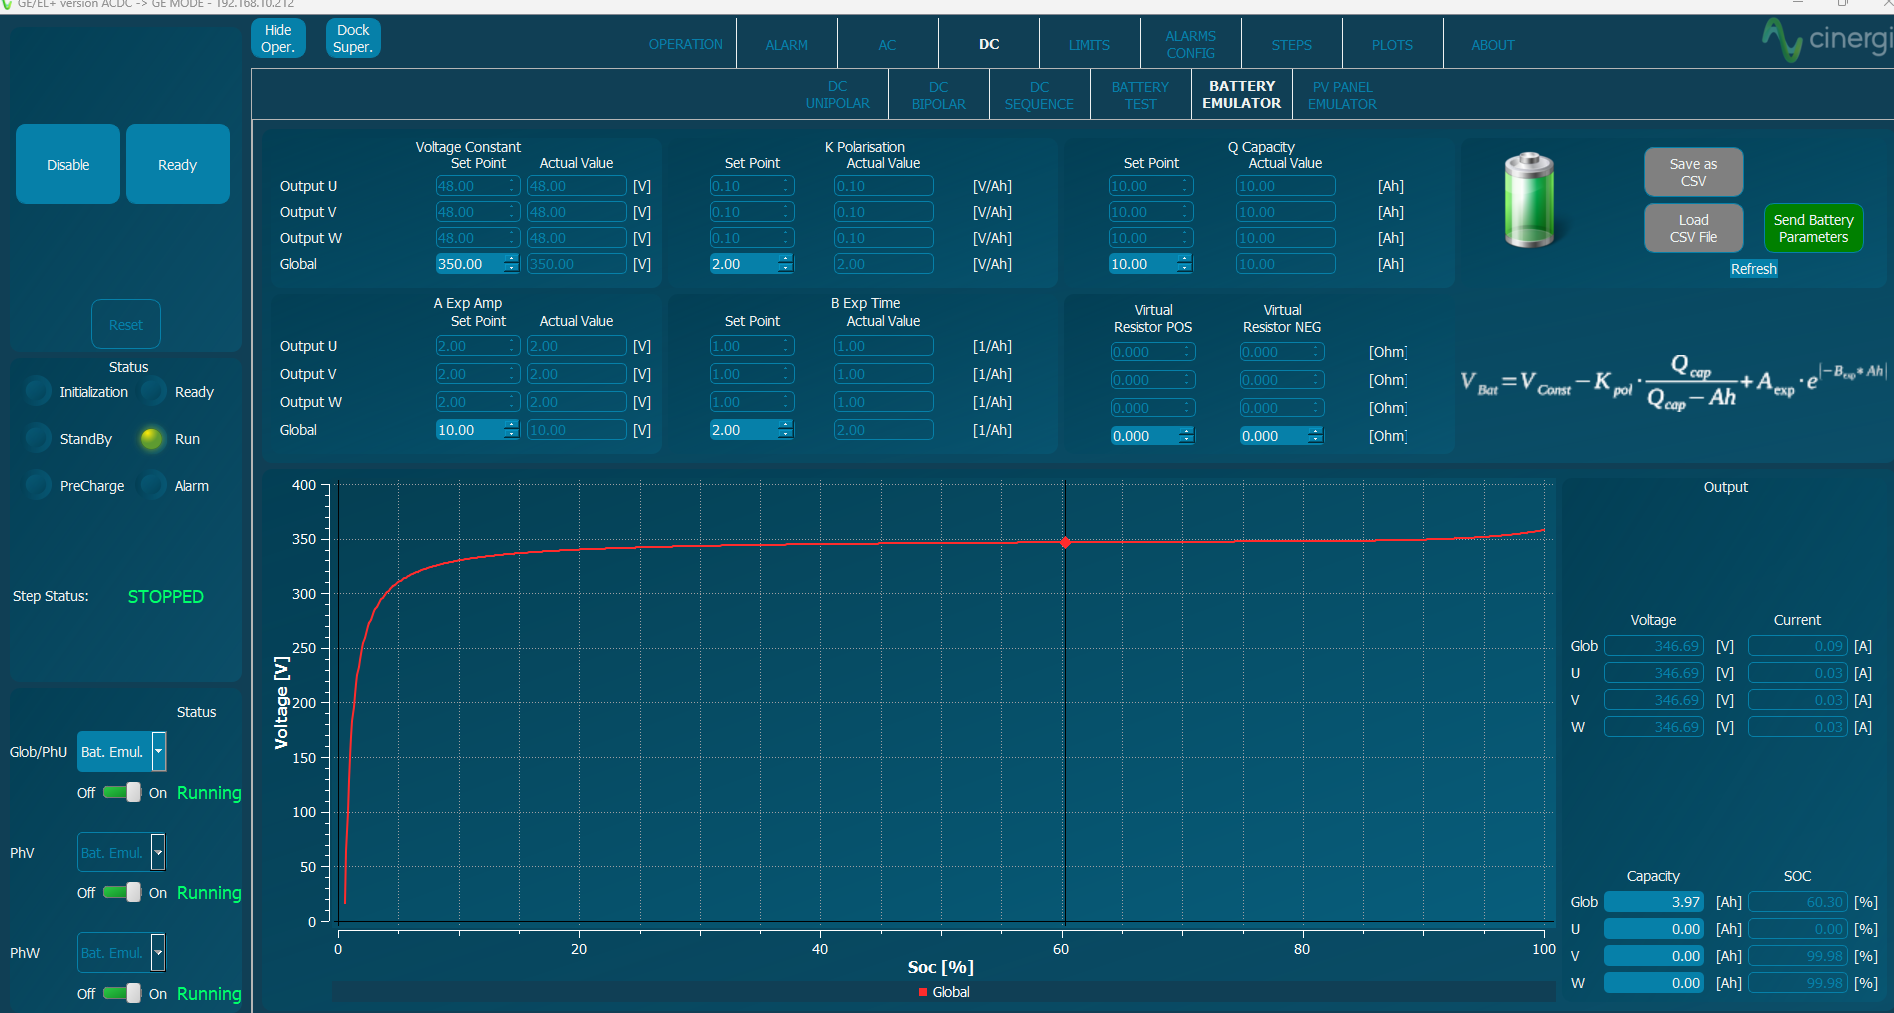 GE/EL+ version ACDC -> GE MODE - 192.168.10.212
Hide Oper.
Dock Super.
OPERATION
ALARM
AC
DC
LIMITS
ALARMS CONFIG
STEPS
PLOTS
ABOUT
cinergi
DC UNIPOLAR
DC BIPOLAR
DC SEQUENCE
BATTERY TEST
BATTERY EMULATOR
PV PANEL EMULATOR
Disable
Ready
Reset
Status
Initialization
Ready
StandBy
Run
PreCharge
Alarm
Step Status: STOPPED
Status
Glob/PhU Bat. Emul.
Off On Running
PhV Bat. Emul.
Off On Running
PhW Bat. Emul.
Off On Running
Voltage Constant
Set Point Actual Value
Output U 48.00 48.00 [V]
Output V 48.00 48.00 [V]
Output W 48.00 48.00 [V]
Global 350.00 350.00 [V]
K Polarisation
Set Point Actual Value
0.10 0.10 [V/Ah]
0.10 0.10 [V/Ah]
0.10 0.10 [V/Ah]
2.00 2.00 [V/Ah]
Q Capacity
Set Point Actual Value
10.00 10.00 [Ah]
10.00 10.00 [Ah]
10.00 10.00 [Ah]
10.00 10.00 [Ah]
Save as CSV
Load CSV File
Send Battery Parameters
Refresh
A Exp Amp
Set Point Actual Value
Output U 2.00 2.00 [V]
Output V 2.00 2.00 [V]
Output W 2.00 2.00 [V]
Global 10.00 10.00 [V]
B Exp Time
Set Point Actual Value
1.00 1.00 [1/Ah]
1.00 1.00 [1/Ah]
1.00 1.00 [1/Ah]
2.00 2.00 [1/Ah]
Virtual Resistor POS
Virtual Resistor NEG
0.000 0.000 [Ohm]
0.000 0.000 [Ohm]
0.000 0.000 [Ohm]
0.000 0.000 [Ohm]
V Bat = V Const − K pol · Q cap / Q cap − Ah + A exp · e |−B exp * Ah|
400
350
300
250
200
150
100
50
0
Voltage [V]
0 20 40 60 80 100
Soc [%]
Global
Output
Voltage Current
Glob 346.69 [V] 0.09 [A]
U 346.69 [V] 0.03 [A]
V 346.69 [V] 0.03 [A]
W 346.69 [V] 0.03 [A]
Capacity SOC
Glob 3.97 [Ah] 60.30 [%]
U 0.00 [Ah] 0.00 [%]
V 0.00 [Ah] 99.98 [%]
W 0.00 [Ah] 99.98 [%]